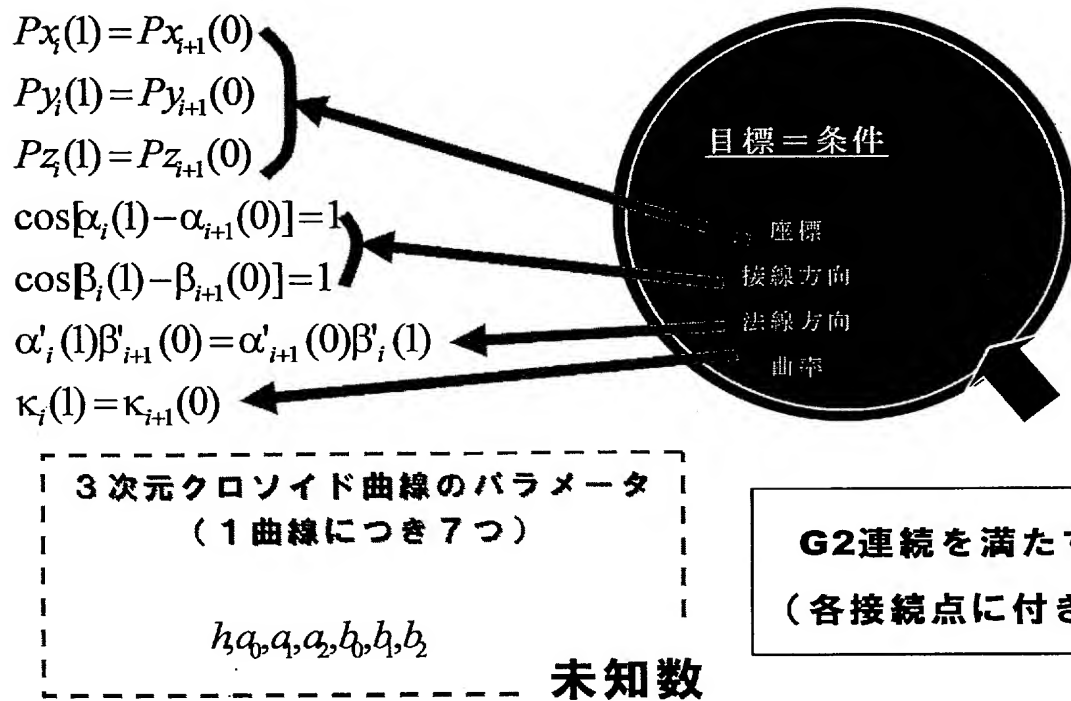 Px_i(1)=Px_{i+1}(0)
Py_i(1)=Py_{i+1}(0)
Pz_i(1)=Pz_{i+1}(0)
cos[α_i(1)−α_{i+1}(0)]=1
cos[β_i(1)−β_{i+1}(0)]=1
α'_i(1)β'_{i+1}(0)=α'_{i+1}(0)β'_i(1)
κ_i(1)=κ_{i+1}(0)
目標＝条件
座標
接線方向
法線方向
曲率
３次元クロソイド曲線のパラメータ
（１曲線につき７つ）
h,a_0,a_1,a_2,b_0,b_1,b_2
未知数
G2連続を満たす
（各接続点に付き